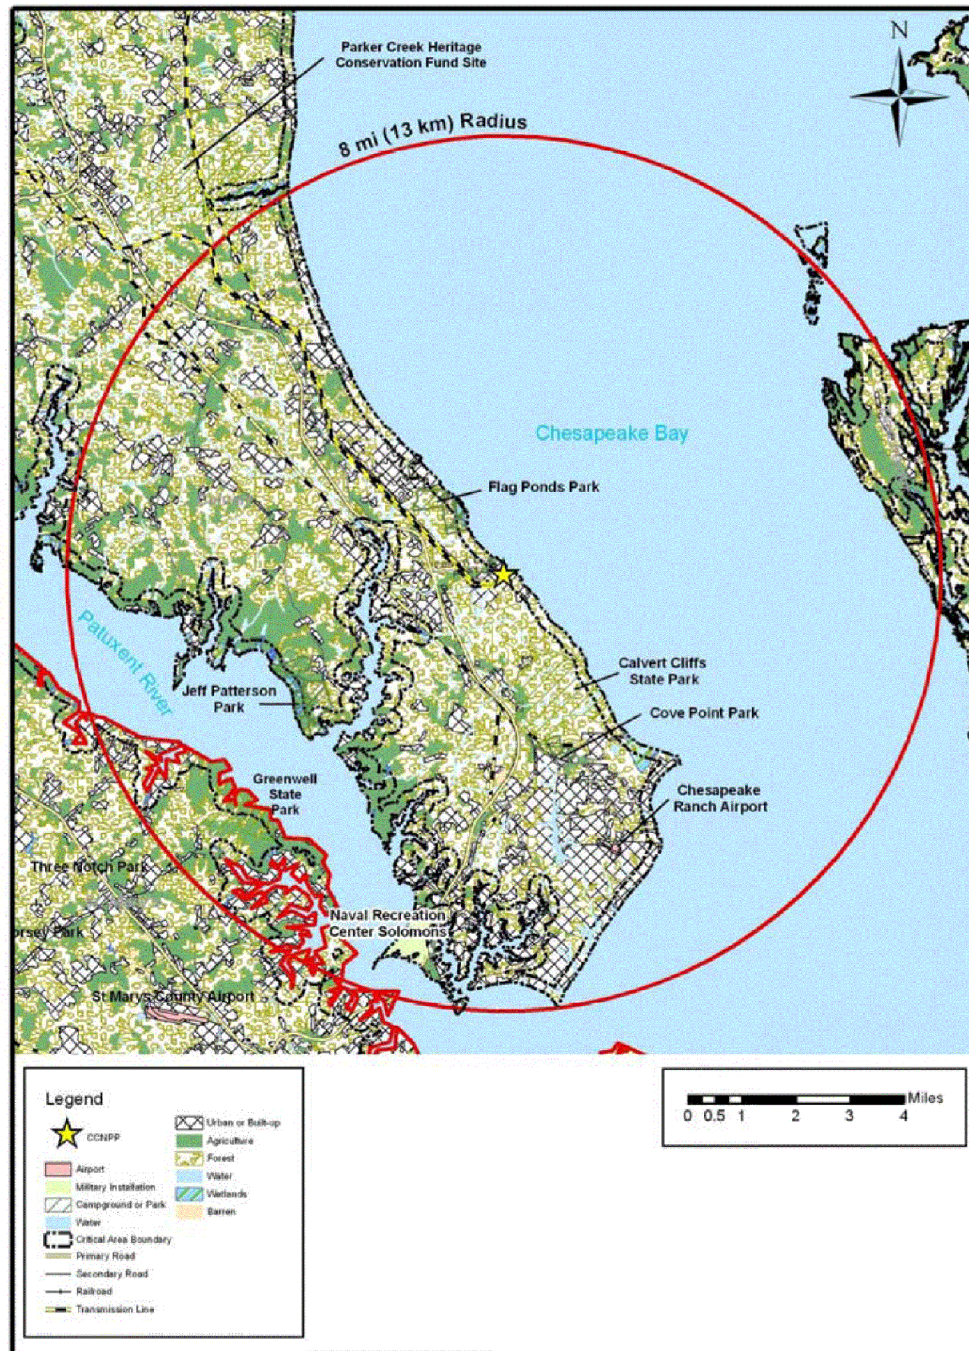 N
Parker Creek Heritage
Conservation Fund Site
8 mi (13 km) Radius
Chesapeake Bay
Flag Ponds Park
Patuxent River
Calvert Cliffs
State Park
Jeff Patterson
Park
Cove Point Park
Greenwell
State
Park
Chesapeake
Ranch Airport
Three Notch Park
Naval Recreation
Center Solomons
orsey Park
St Marys County Airport
Legend
CCNPP
Airport
Military Installation
Campground or Park
Water
Critical Area Boundary
Primary Road
Secondary Road
Railroad
Transmission Line
Urban or Built-up
Agriculture
Forest
Water
Wetlands
Barren
Miles
0 0.5 1 2 3 4